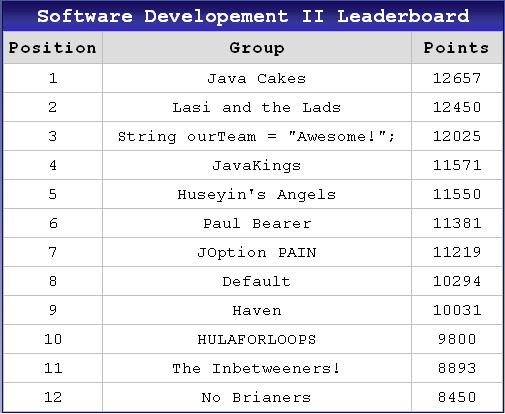 Software Developement II Leaderboard
Position Group Points
1 Java Cakes 12657
2 Lasi and the Lads 12450
3 String ourTeam = "Awesome!"; 12025
4 JavaKings 11571
5 Huseyin's Angels 11550
6 Paul Bearer 11381
7 JOption PAIN 11219
8 Default 10294
9 Haven 10031
10 HULAFORLOOPS 9800
11 The Inbetweeners! 8893
12 No Brianers 8450